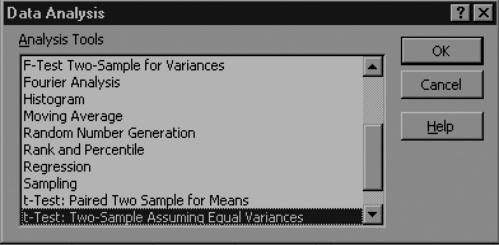 Data Analysis
Analysis Tools
F-Test Two-Sample for Variances
Fourier Analysis
Histogram
Moving Average
Random Number Generation
Rank and Percentile
Regression
Sampling
t-Test: Paired Two Sample for Means
t-Test: Two-Sample Assuming Equal Variances
OK
Cancel
Help